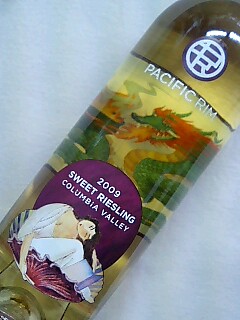 PACIFIC RIM
2009
SWEET RIESLING
COLUMBIA VALLEY